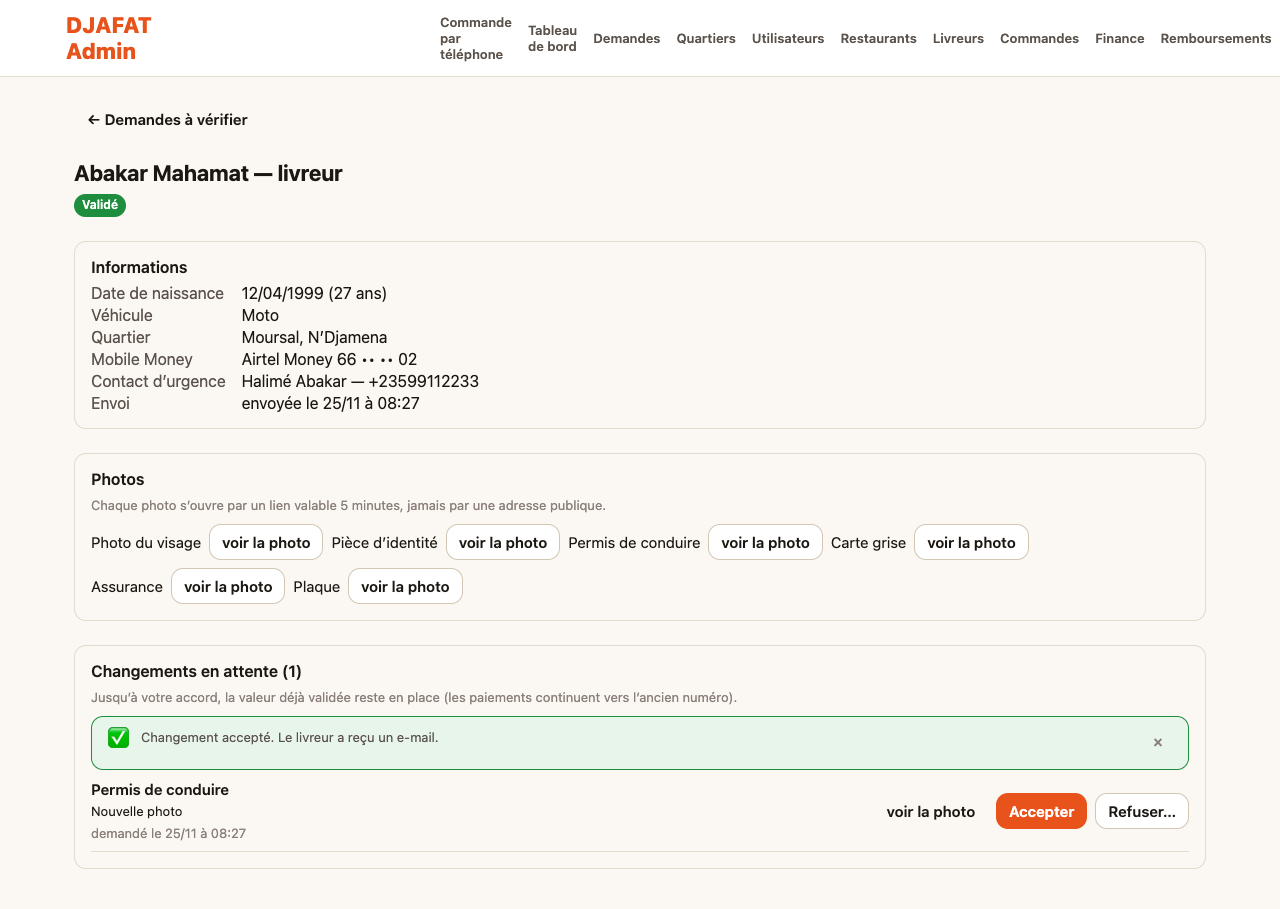 DJAFAT
Admin
Commande
par
téléphone
Tableau
de bord
Demandes
Quartiers
Utilisateurs
Restaurants
Livreurs
Commandes
Finance
Remboursements
← Demandes à vérifier
Abakar Mahamat — livreur
Validé
Informations
Date de naissance 12/04/1999 (27 ans)
Véhicule Moto
Quartier Moursal, N’Djamena
Mobile Money Airtel Money 66 •• •• 02
Contact d’urgence Halimé Abakar — +23599112233
Envoi envoyée le 25/11 à 08:27
Photos
Chaque photo s’ouvre par un lien valable 5 minutes, jamais par une adresse publique.
Photo du visage voir la photo Pièce d’identité voir la photo Permis de conduire voir la photo Carte grise voir la photo
Assurance voir la photo Plaque voir la photo
Changements en attente (1)
Jusqu’à votre accord, la valeur déjà validée reste en place (les paiements continuent vers l’ancien numéro).
✅ Changement accepté. Le livreur a reçu un e-mail. ×
Permis de conduire
Nouvelle photo
demandé le 25/11 à 08:27
voir la photo Accepter Refuser…